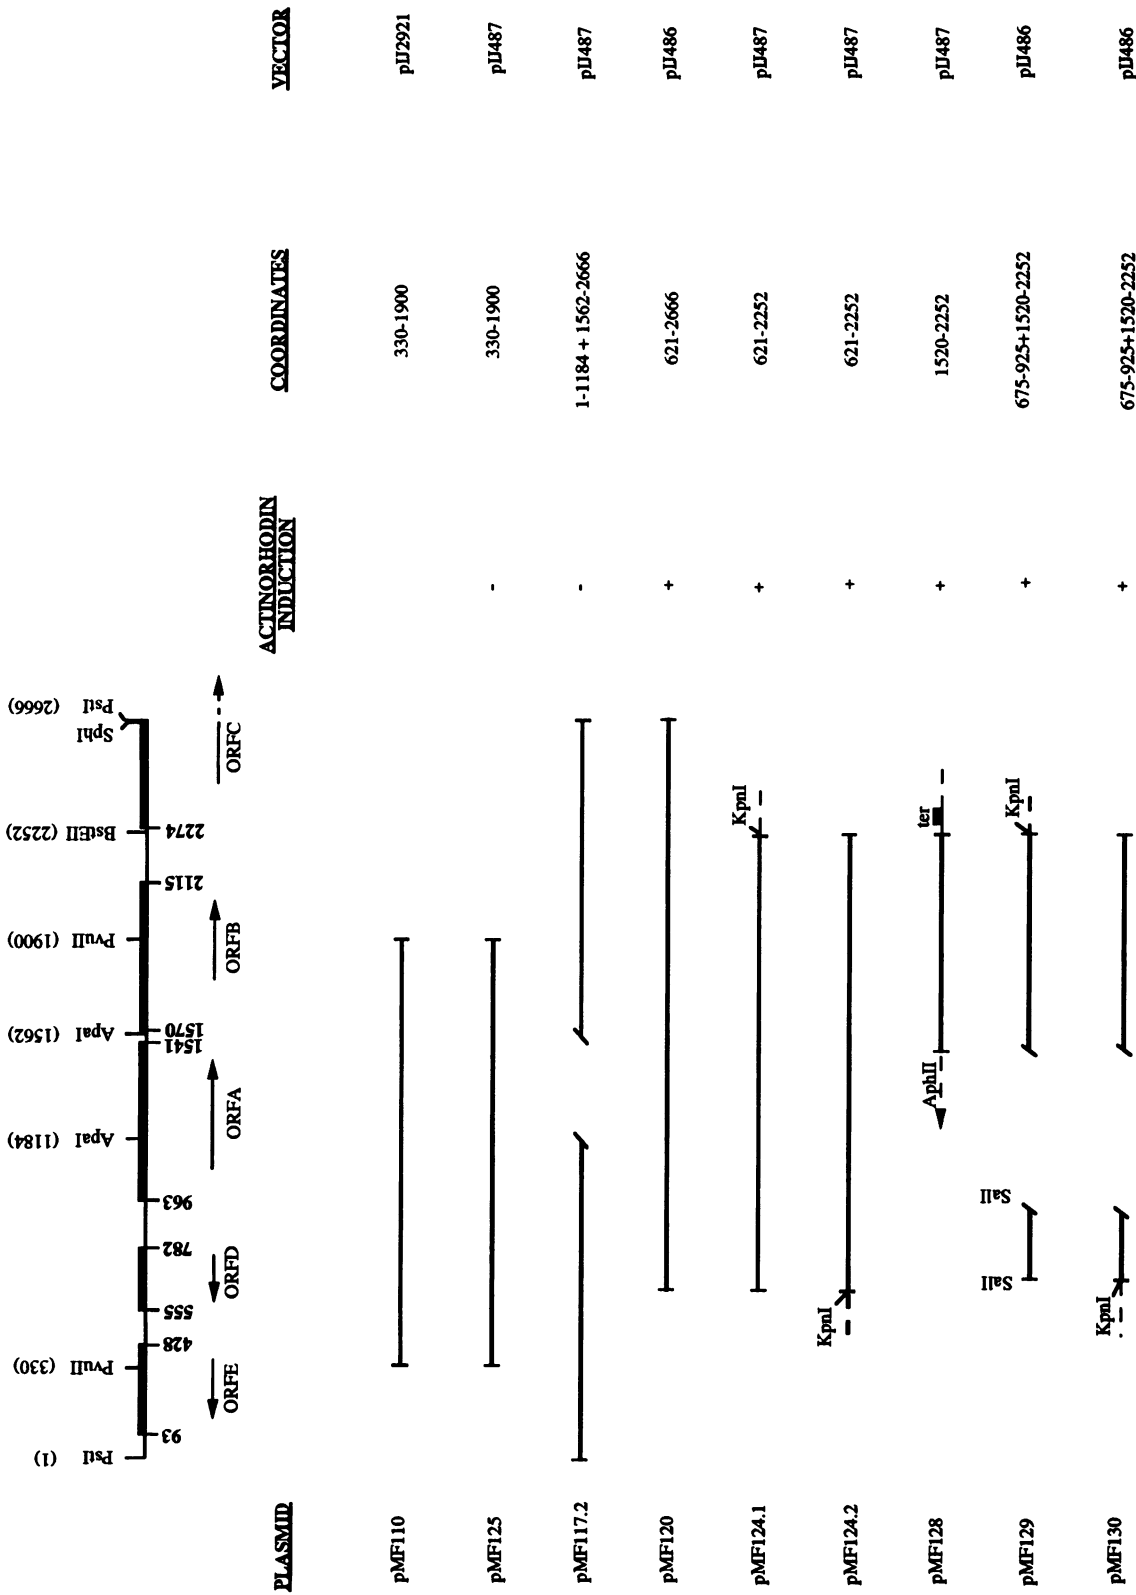 PstI (1)
PvuII (330)
ApaI (1184)
ApaI (1562)
PvuII (1900)
BstEII (2252)
SphI
PstI (2666)
93
428
555
782
963
1541
1570
2115
2274
ORFE
ORFD
ORFA
ORFB
ORFC
PLASMID
ACTINORHODIN
INDUCTION
COORDINATES
VECTOR
pMF110
330-1900
pIJ2921
pMF125
-
330-1900
pIJ487
pMF117.2
-
1-1184 + 1562-2666
pIJ487
pMF120
+
621-2666
pIJ486
pMF124.1
KpnI
+
621-2252
pIJ487
pMF124.2
KpnI
+
621-2252
pIJ487
pMF128
AphII
ter
+
1520-2252
pIJ487
pMF129
SalI
SalI
KpnI
+
675-925+1520-2252
pIJ486
pMF130
KpnI
+
675-925+1520-2252
pIJ486